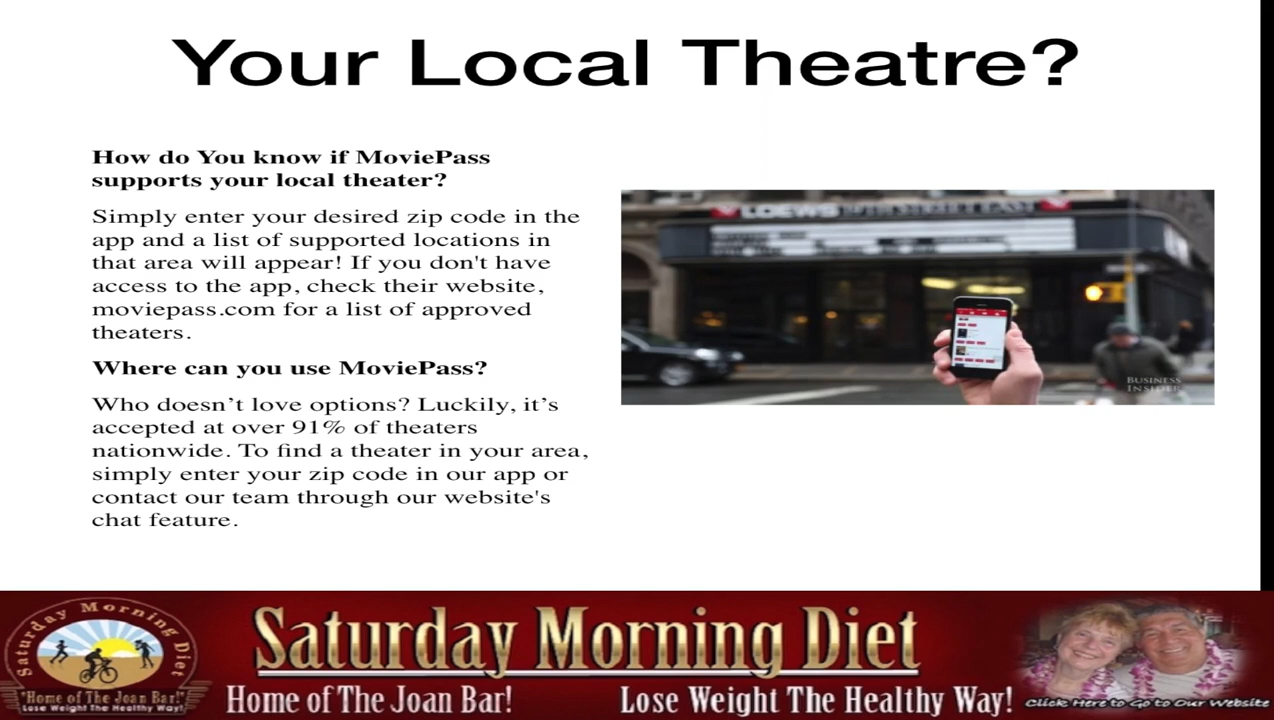 Your Local Theatre?
How do You know if MoviePass
supports your local theater?
Simply enter your desired zip code in the
app and a list of supported locations in
that area will appear! If you don't have
access to the app, check their website,
moviepass.com for a list of approved
theaters.
Where can you use MoviePass?
Who doesn’t love options? Luckily, it’s
accepted at over 91% of theaters
nationwide. To find a theater in your area,
simply enter your zip code in our app or
contact our team through our website's
chat feature.
LOEWS
BUSINESS
INSIDER
Saturday Morning Diet
"Home of The Joan Bar!"
Lose Weight The Healthy Way!
Saturday Morning Diet
Home of The Joan Bar! Lose Weight The Healthy Way!
Click Here to Go to Our Website